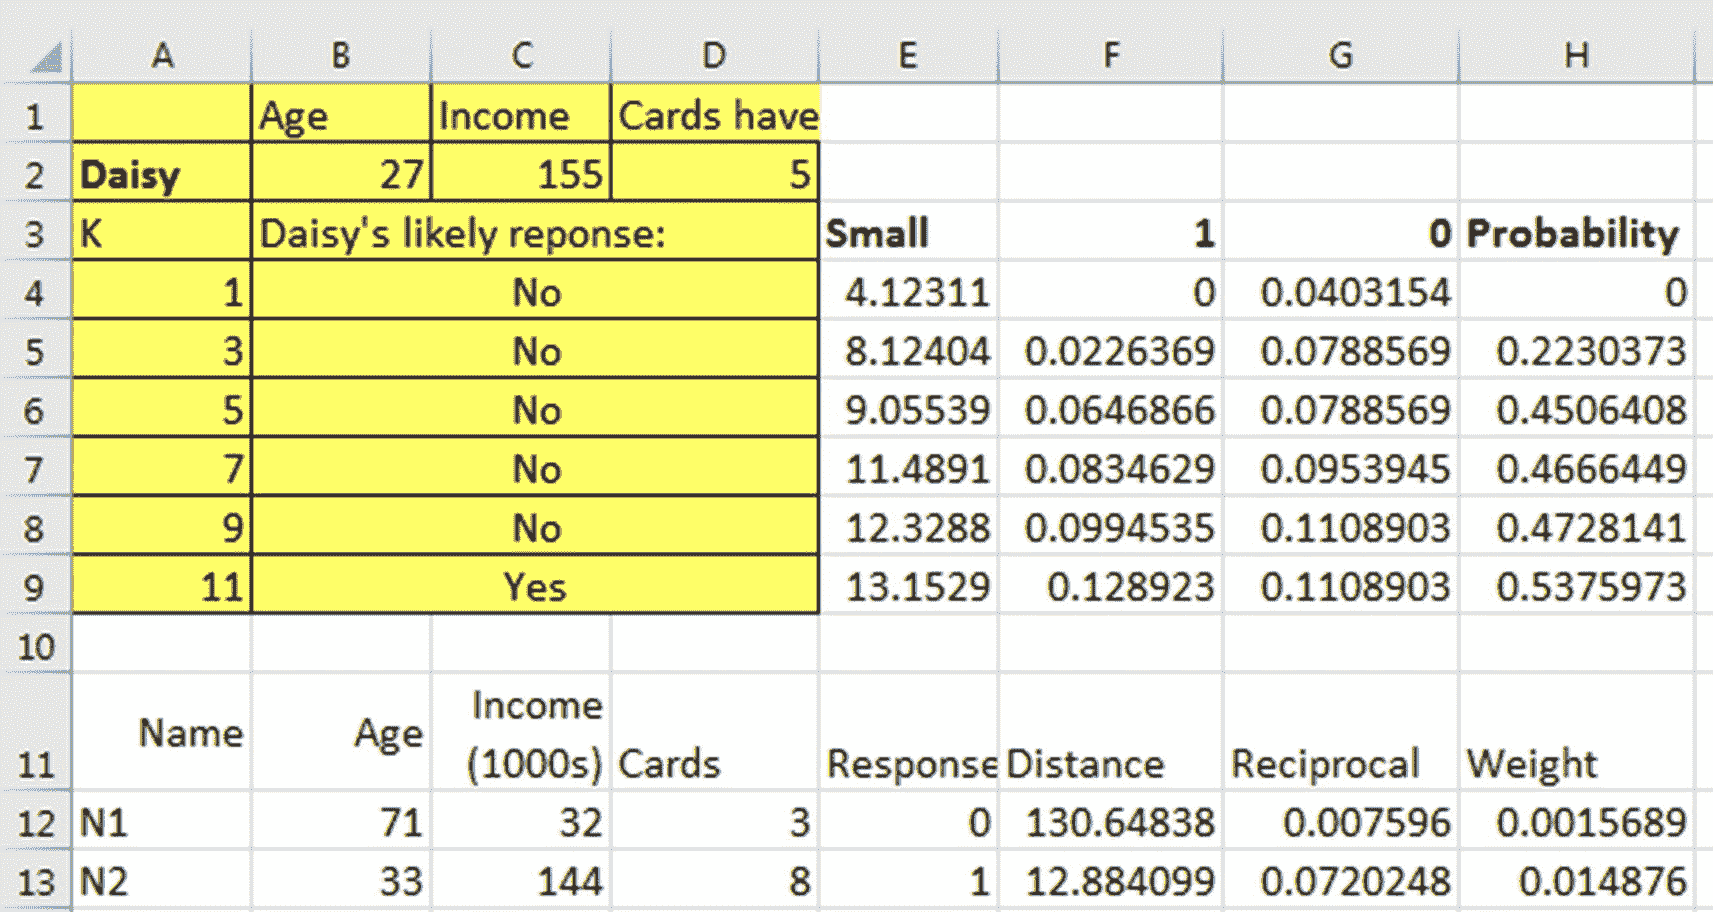 A B C D E F G H
1 Age Income Cards have
2 Daisy 27 155 5
3 K Daisy's likely reponse: Small 1 0 Probability
4 1 No 4.12311 0 0.0403154 0
5 3 No 8.12404 0.0226369 0.0788569 0.2230373
6 5 No 9.05539 0.0646866 0.0788569 0.4506408
7 7 No 11.4891 0.0834629 0.0953945 0.4666449
8 9 No 12.3288 0.0994535 0.1108903 0.4728141
9 11 Yes 13.1529 0.128923 0.1108903 0.5375973
10
Income
Name Age
11 (1000s) Cards Response Distance Reciprocal Weight
12 N1 71 32 3 0 130.64838 0.007596 0.0015689
13 N2 33 144 8 1 12.884099 0.0720248 0.014876